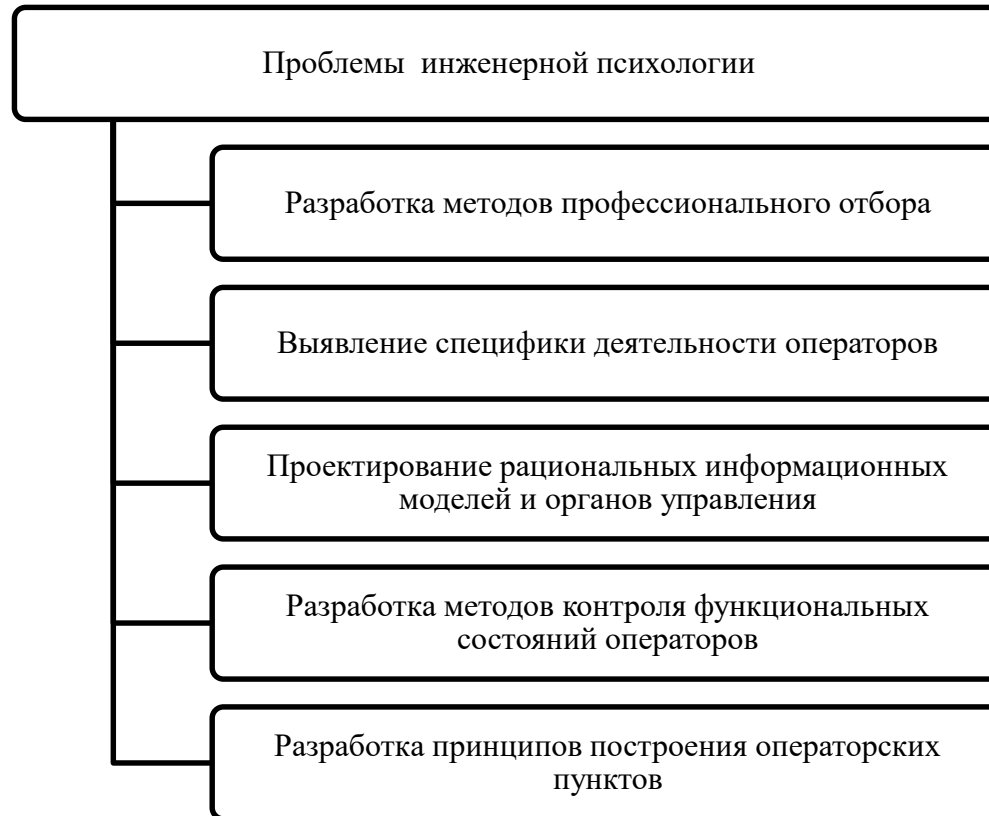 Проблемы инженерной психологии
Разработка методов профессионального отбора
Выявление специфики деятельности операторов
Проектирование рациональных информационных
моделей и органов управления
Разработка методов контроля функциональных
состояний операторов
Разработка принципов построения операторских
пунктов